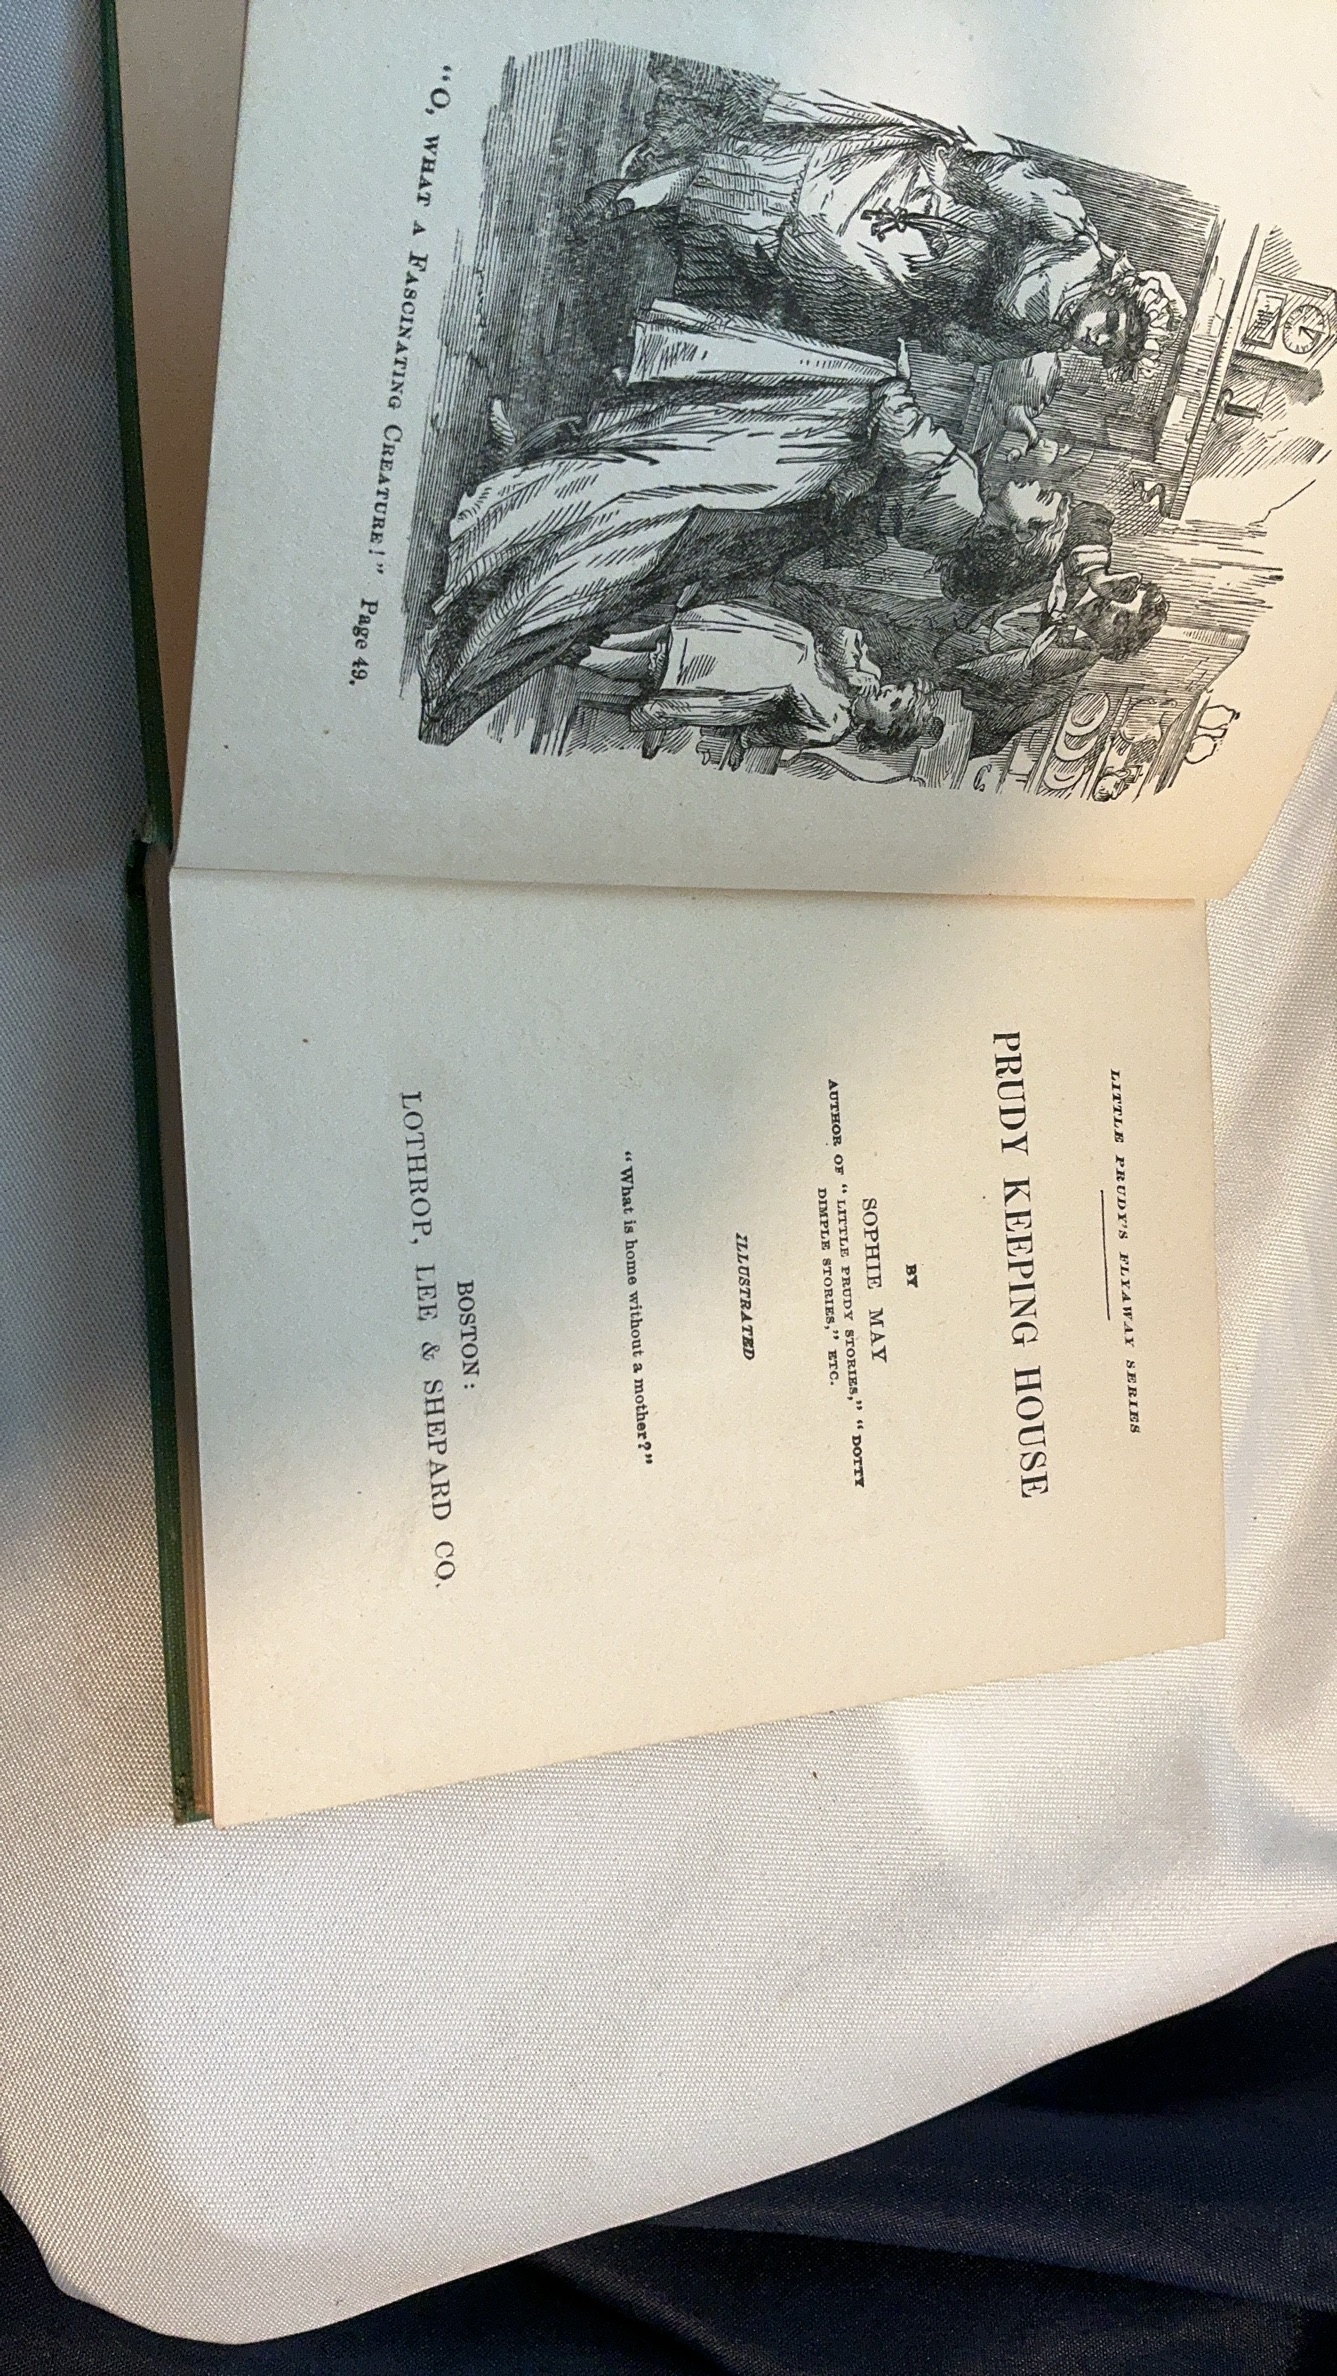 "O, WHAT A FASCINATING CREATURE!" Page 49.
LITTLE PRUDY'S FLYAWAY SERIES
PRUDY KEEPING HOUSE
BY
SOPHIE MAY
AUTHOR OF "LITTLE PRUDY STORIES," "DOTTY
DIMPLE STORIES," ETC.
ILLUSTRATED
"What is home without a mother?"
BOSTON:
LOTHROP, LEE & SHEPARD CO.